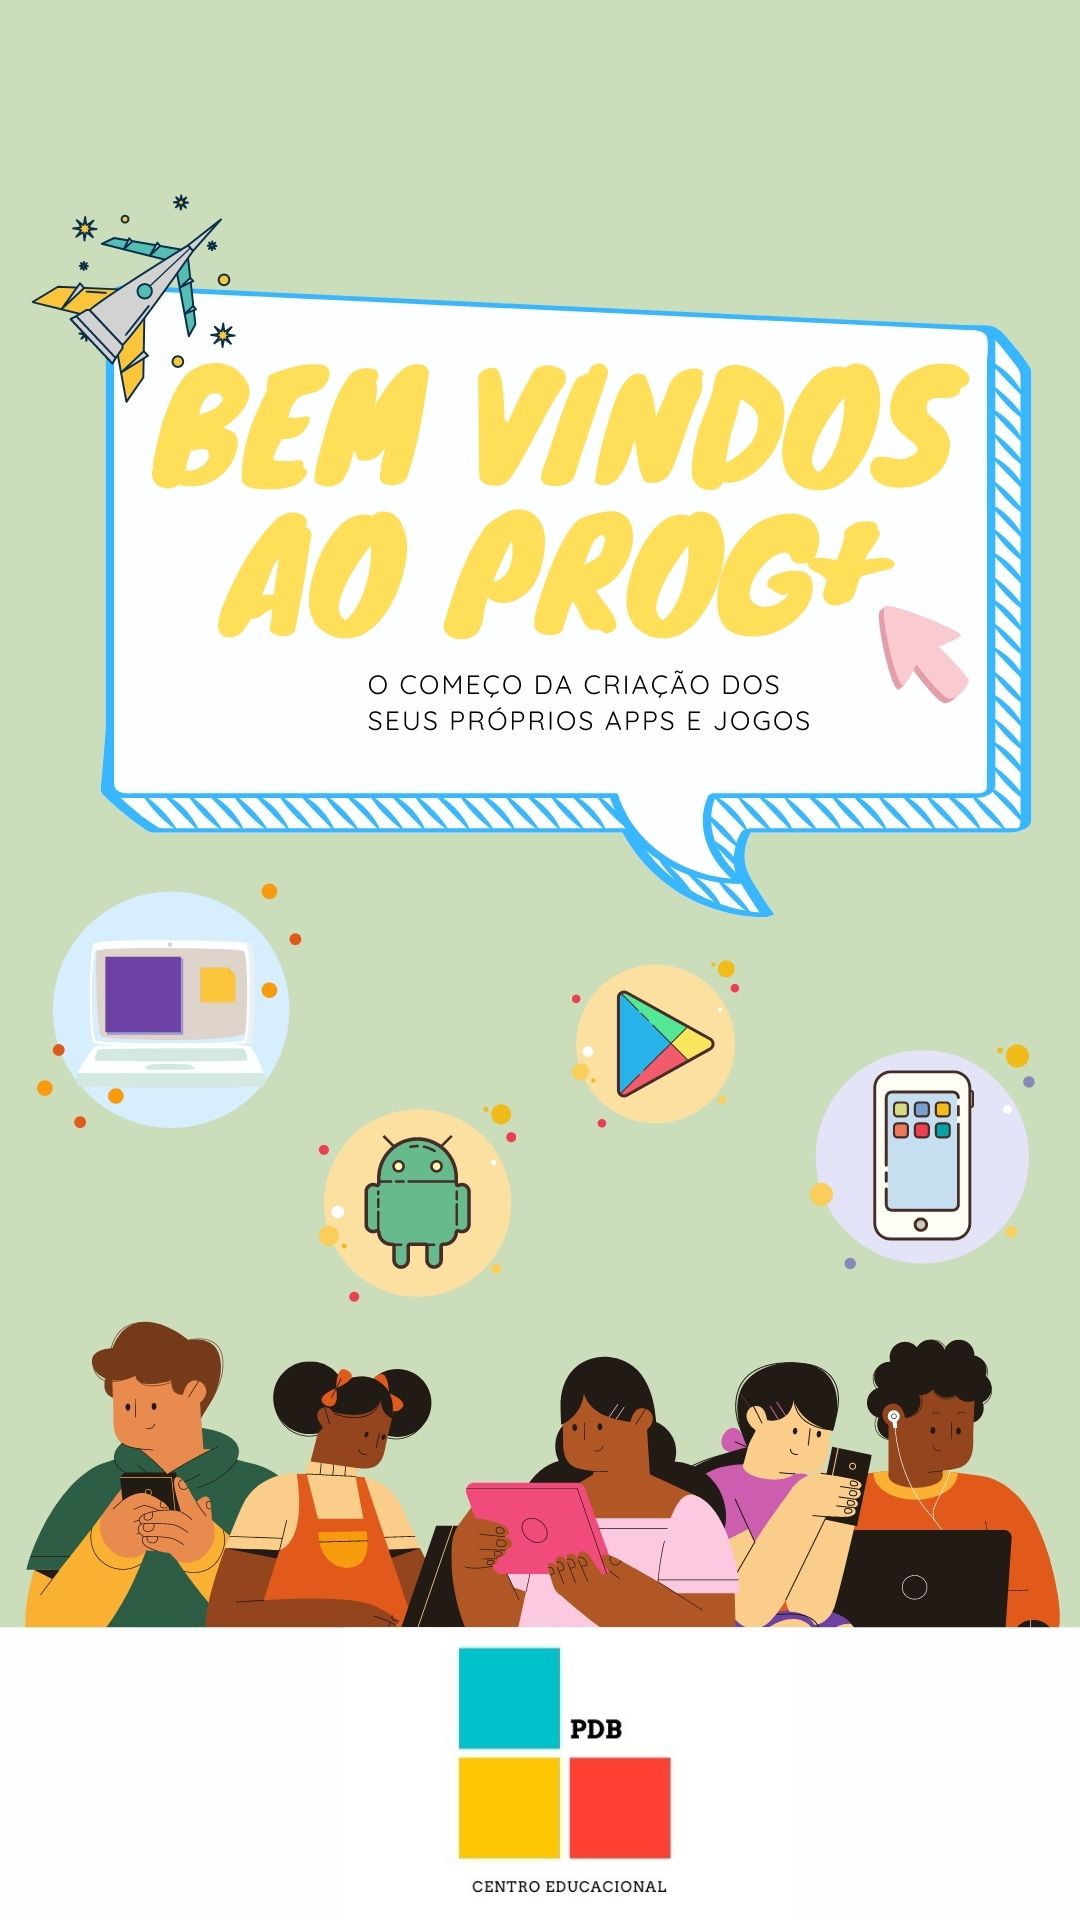 BEM VINDOS
AO PROG+
O COMEÇO DA CRIAÇÃO DOS
SEUS PRÓPRIOS APPS E JOGOS
PDB
CENTRO EDUCACIONAL